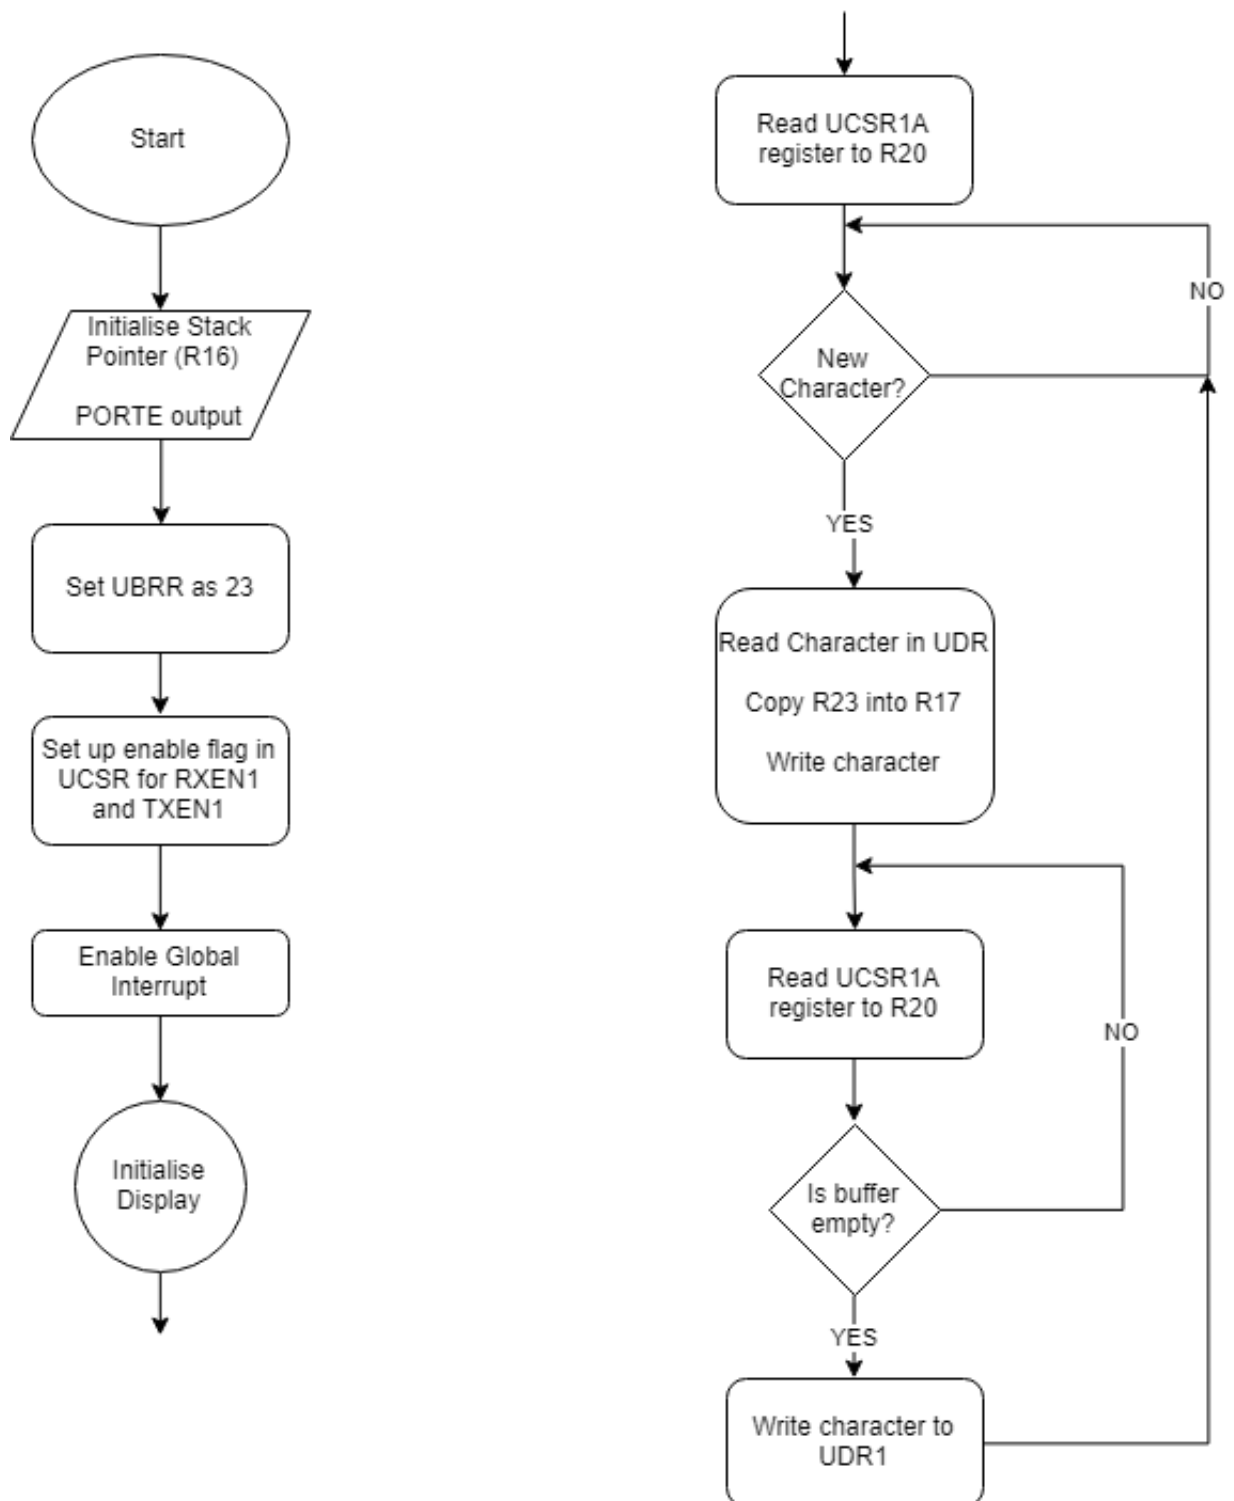 Start
Initialise Stack
Pointer (R16)
PORTE output
Set UBRR as 23
Set up enable flag in
UCSR for RXEN1
and TXEN1
Enable Global
Interrupt
Initialise
Display
Read UCSR1A
register to R20
NO
New
Character?
YES
Read Character in UDR
Copy R23 into R17
Write character
Read UCSR1A
register to R20
NO
Is buffer
empty?
YES
Write character to
UDR1